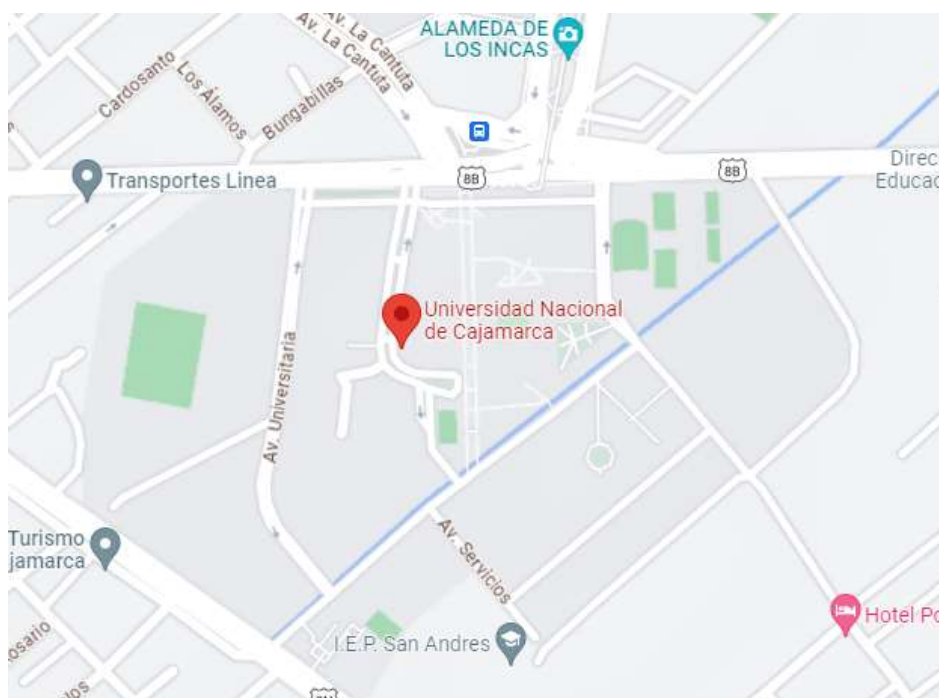 ALAMEDA DE
LOS INCAS
Av. La Cantuta
Av. La Cantuta
Cardosanto
Los Álamos
Bungabillas
Transportes Linea
8B
8B
Direc
Educac
Universidad Nacional
de Cajamarca
Av. Universitaria
Turismo
jamarca
Av. Servicios
I.E.P. San Andres
Hotel Po
Rosario